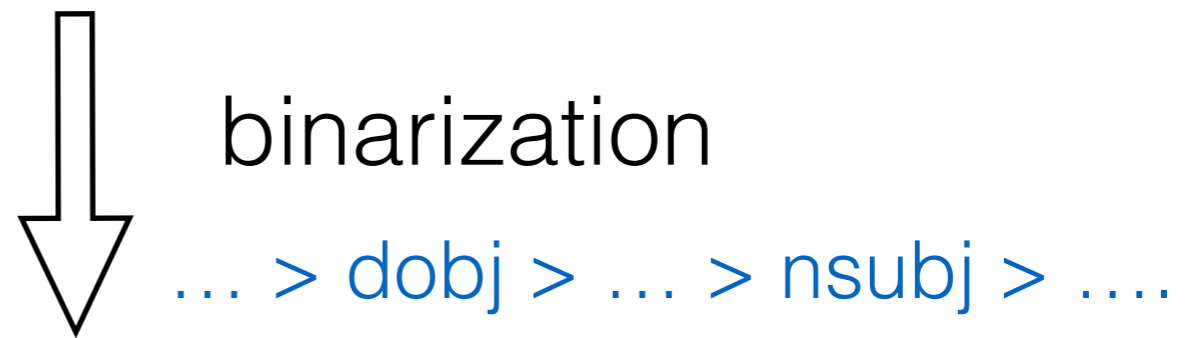 binarization
… > dobj > … > nsubj > ….